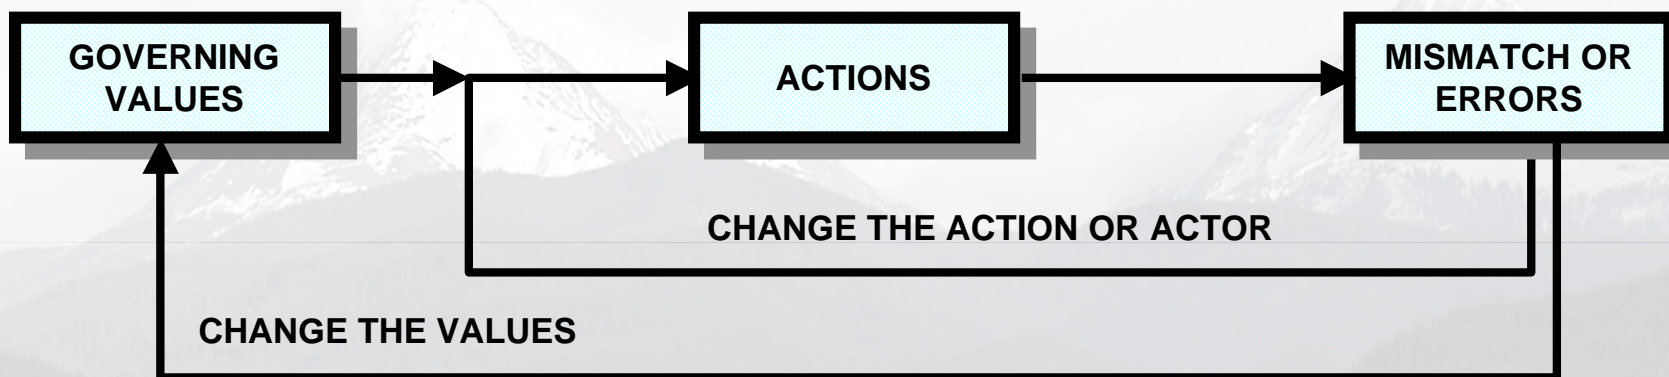 GOVERNING
VALUES
ACTIONS
MISMATCH OR
ERRORS
CHANGE THE ACTION OR ACTOR
CHANGE THE VALUES